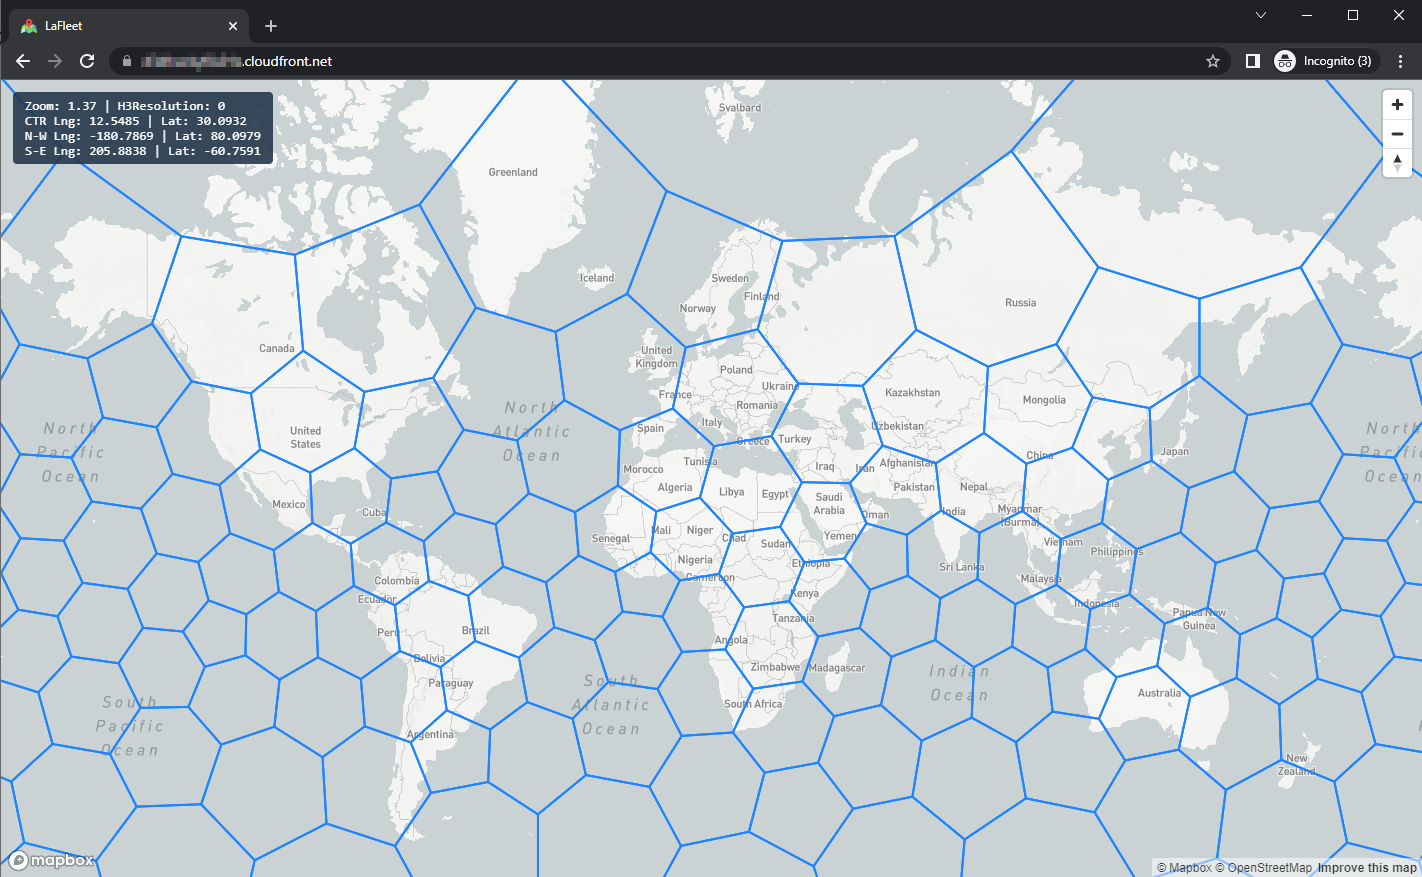 LaFleet
.cloudfront.net
Incognito (3)
Zoom: 1.37 | H3Resolution: 0
CTR Lng: 12.5485 | Lat: 30.0932
N-W Lng: -180.7869 | Lat: 80.0979
S-E Lng: 205.8838 | Lat: -60.7591
Svalbard
Greenland
Iceland
Sweden
Finland
Norway
Russia
Canada
United
Kingdom
Poland
Ukraine
France
Romania
Kazakhstan
Mongolia
North
Pacific
Ocean
United
States
North
Atlantic
Ocean
Spain
Italy
Greece
Turkey
Uzbekistan
China
Japan
North
Pacific
Ocean
Morocco
Tunisia
Algeria
Libya
Egypt
Iraq
Iran
Afghanistan
Pakistan
Nepal
Saudi
Arabia
Oman
India
Myanmar
(Burma)
Mexico
Cuba
Senegal
Mali
Niger
Chad
Sudan
Yemen
Vietnam
Philippines
Nigeria
Ethiopia
Sri Lanka
Malaysia
Colombia
Cameroon
Kenya
Ecuador
Indonesia
Papua New
Guinea
Peru
Brazil
Tanzania
Angola
Bolivia
Zimbabwe
Madagascar
Indian
Ocean
Paraguay
South
Atlantic
Ocean
South Africa
Australia
South
Pacific
Ocean
Argentina
New
Zealand
mapbox
© Mapbox © OpenStreetMap Improve this map